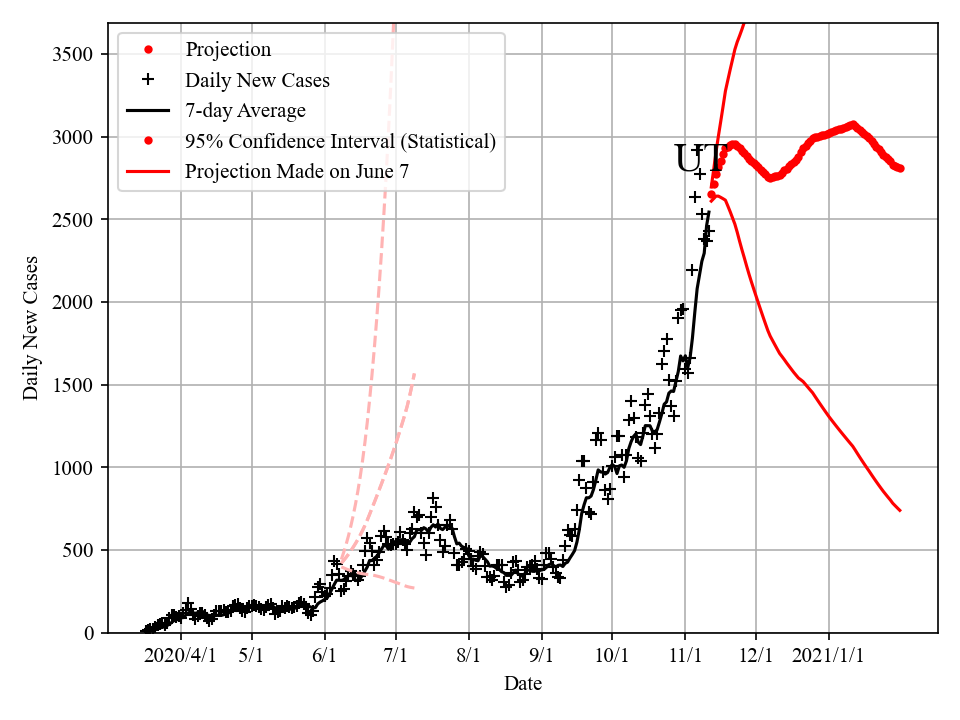 3500
3000
2500
2000
1500
1000
500
0
Daily New Cases
Projection
Daily New Cases
7-day Average
95% Confidence Interval (Statistical)
Projection Made on June 7
UT
2020/4/1 5/1 6/1 7/1 8/1 9/1 10/1 11/1 12/1 2021/1/1
Date